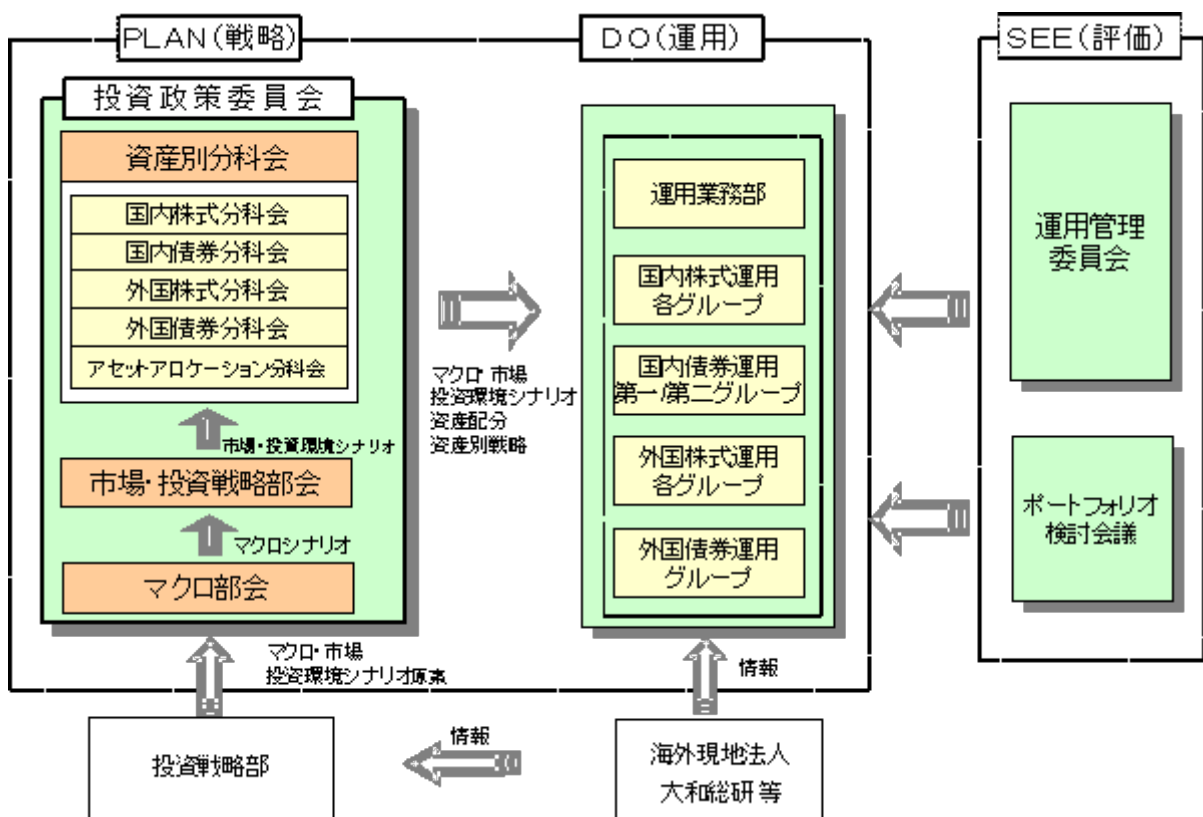 PLAN(戦略)
投資政策委員会
資産別分科会
国内株式分科会
国内債券分科会
外国株式分科会
外国債券分科会
アセットアロケーション分科会
市場・投資環境シナリオ
市場・投資戦略部会
マクロシナリオ
マクロ部会
マクロ・市場
投資環境シナリオ原案
投資戦略部
マクロ・市場
投資環境シナリオ
資産配分
資産別戦略
DO(運用)
運用業務部
国内株式運用
各グループ
国内債券運用
第一/第二グループ
外国株式運用
各グループ
外国債券運用
グループ
情報
情報
海外現地法人
大和総研等
SEE(評価)
運用管理
委員会
ポートフォリオ
検討会議